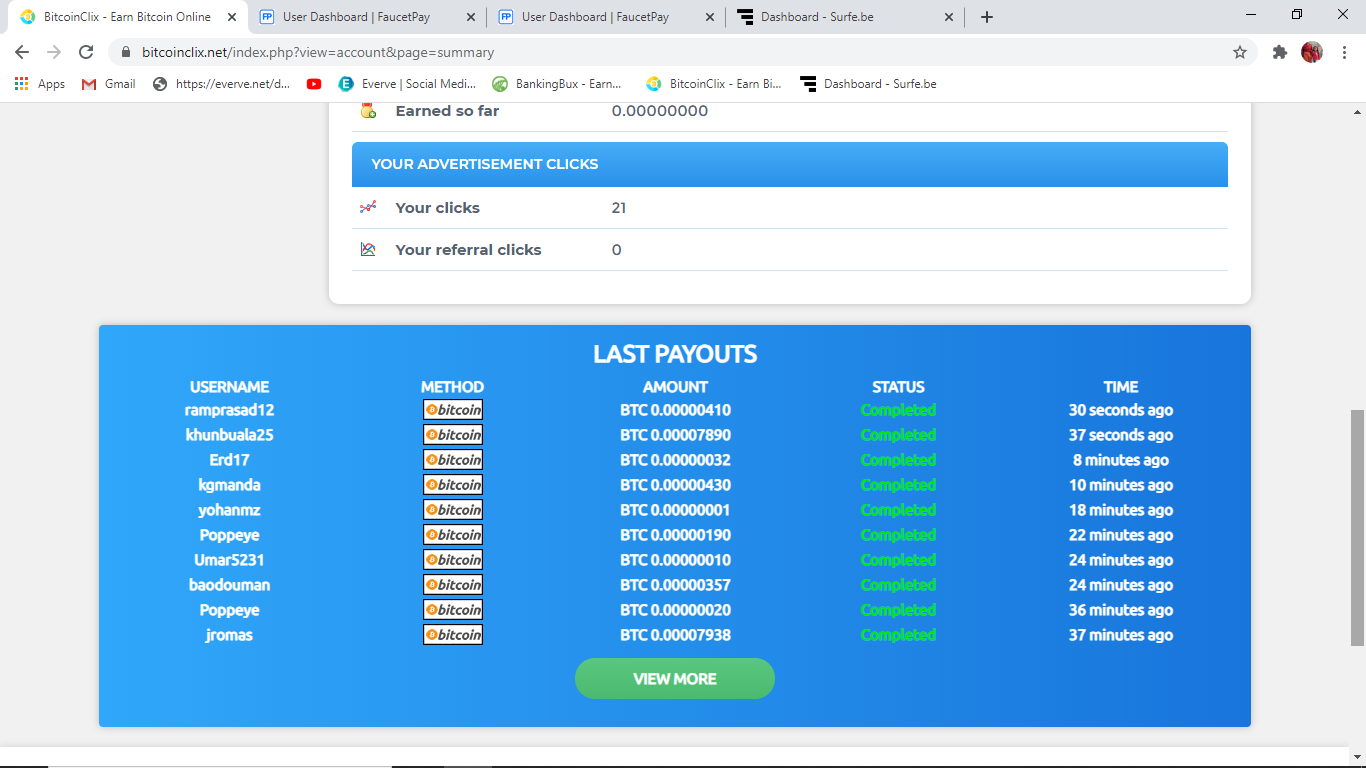 BitcoinClix - Earn Bitcoin Online User Dashboard | FaucetPay User Dashboard | FaucetPay Dashboard - Surfe.be
bitcoinclix.net/index.php?view=account&page=summary
Apps Gmail https://everve.net/d... Everve | Social Medi... BankingBux - Earn... BitcoinClix - Earn Bi... Dashboard - Surfe.be
Earned so far 0.00000000
YOUR ADVERTISEMENT CLICKS
Your clicks 21
Your referral clicks 0
LAST PAYOUTS
USERNAME METHOD AMOUNT STATUS TIME
ramprasad12 bitcoin BTC 0.00000410 Completed 30 seconds ago
khunbuala25 bitcoin BTC 0.00007890 Completed 37 seconds ago
Erd17 bitcoin BTC 0.00000032 Completed 8 minutes ago
kgmanda bitcoin BTC 0.00000430 Completed 10 minutes ago
yohanmz bitcoin BTC 0.00000001 Completed 18 minutes ago
Poppeye bitcoin BTC 0.00000190 Completed 22 minutes ago
Umar5231 bitcoin BTC 0.00000010 Completed 24 minutes ago
baodouman bitcoin BTC 0.00000357 Completed 24 minutes ago
Poppeye bitcoin BTC 0.00000020 Completed 36 minutes ago
jromas bitcoin BTC 0.00007938 Completed 37 minutes ago
VIEW MORE